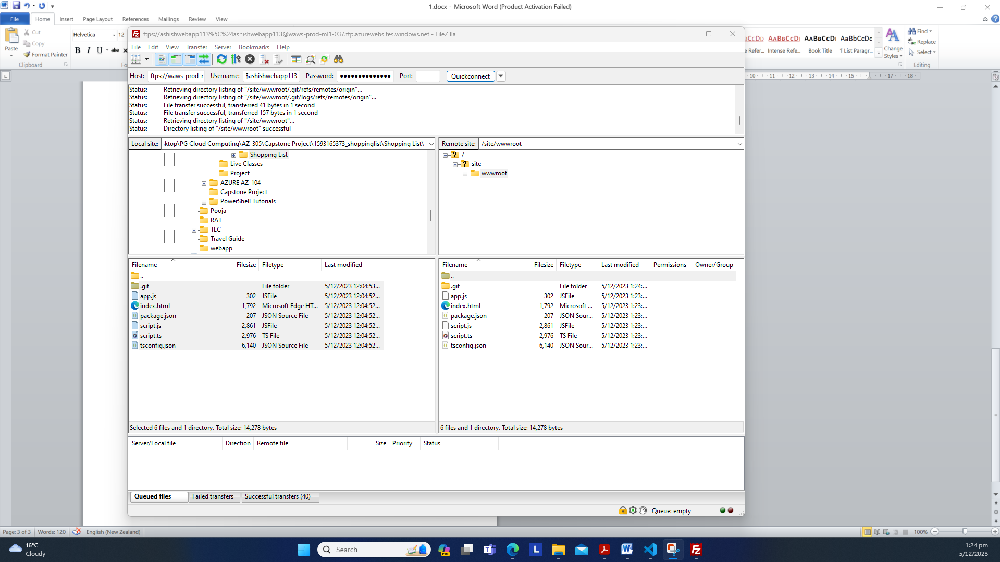 1.docx - Microsoft Word (Product Activation Failed)
File Home Insert Page Layout References Mailings Review View
Paste Cut Copy Format Painter Clipboard
Helvetica 12
B I U abc
AaBbCcDc
Intense Refe... Book Title ¶ List Paragr...
Change Styles
Find Replace Select Editing
10 11 12 13 14 15 17 18
ftps://ashishwebapp113%5C%24ashishwebapp113@waws-prod-ml1-037.ftp.azurewebsites.windows.net - FileZilla
File Edit View Transfer Server Bookmarks Help
Host: ftps://waws-prod-r Username: $ashishwebapp113 Password: ●●●●●●●●●●●●●● Port: Quickconnect
Status: Retrieving directory listing of "/site/wwwroot/.git/refs/remotes/origin"...
Status: Retrieving directory listing of "/site/wwwroot/.git/logs/refs/remotes/origin"...
Status: File transfer successful, transferred 41 bytes in 1 second
Status: File transfer successful, transferred 157 bytes in 1 second
Status: Retrieving directory listing of "/site/wwwroot"...
Status: Directory listing of "/site/wwwroot" successful
Local site: ktop\PG Cloud Computing\AZ-305\Capstone Project\1593165373_shoppinglist\Shopping List\
Shopping List
Live Classes
Project
AZURE AZ-104
Capstone Project
PowerShell Tutorials
Pooja
RAT
TEC
Travel Guide
webapp
Remote site: /site/wwwroot
/
site
wwwroot
Filename Filesize Filetype Last modified
..
.git File folder 5/12/2023 12:04:53...
app.js 302 JSFile 5/12/2023 12:04:52...
index.html 1,792 Microsoft Edge HT... 5/12/2023 12:04:52...
package.json 207 JSON Source File 5/12/2023 12:04:52...
script.js 2,861 JSFile 5/12/2023 12:04:52...
script.ts 2,976 TS File 5/12/2023 12:04:52...
tsconfig.json 6,140 JSON Source File 5/12/2023 12:04:52...
Selected 6 files and 1 directory. Total size: 14,278 bytes
Filename Filesize Filetype Last modified Permissions Owner/Group
..
.git File folder 5/12/2023 1:24:...
app.js 302 JSFile 5/12/2023 1:23:...
index.html 1,792 Microsoft ... 5/12/2023 1:23:...
package.json 207 JSON Sour... 5/12/2023 1:23:...
script.js 2,861 JSFile 5/12/2023 1:23:...
script.ts 2,976 TS File 5/12/2023 1:23:...
tsconfig.json 6,140 JSON Sour... 5/12/2023 1:23:...
6 files and 1 directory. Total size: 14,278 bytes
Server/Local file Direction Remote file Size Priority Status
Queued files Failed transfers Successful transfers (40)
Queue: empty
Page: 3 of 3 Words: 120 English (New Zealand) 100%
16°C
Cloudy
Search
1:24 pm
5/12/2023